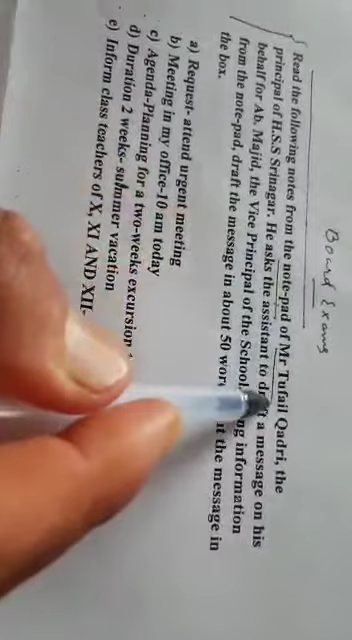 Board Exams
Read the following notes from the note-pad of Mr Tufail Qadri, the
principal of H.S.S Srinagar. He asks the assistant to a message on his
behalf for Ab. Majid, the Vice Principal of the School. information
from the note-pad, draft the message in about 50 the message in
the box.
a) Request- attend urgent meeting
b) Meeting in my office-10 am today
c) Agenda-Planning for a two-weeks excursion
d) Duration 2 weeks- summer vacation
e) Inform class teachers of X, XI AND XII-